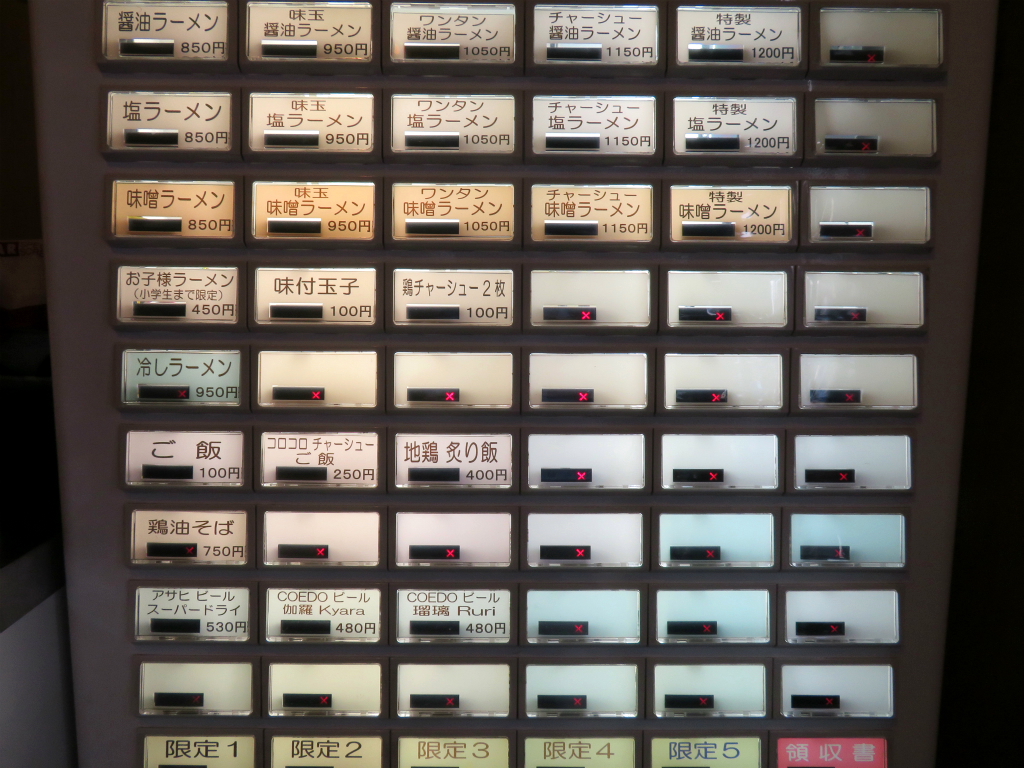 醤油ラーメン
850円
味玉
醤油ラーメン
950円
ワンタン
醤油ラーメン
1050円
チャーシュー
醤油ラーメン
1150円
特製
醤油ラーメン
1200円
塩ラーメン
850円
味玉
塩ラーメン
950円
ワンタン
塩ラーメン
1050円
チャーシュー
塩ラーメン
1150円
特製
塩ラーメン
1200円
味噌ラーメン
850円
味玉
味噌ラーメン
950円
ワンタン
味噌ラーメン
1050円
チャーシュー
味噌ラーメン
1150円
特製
味噌ラーメン
1200円
お子様ラーメン
(小学生まで限定)
450円
味付玉子
100円
鶏チャーシュー2枚
100円
冷しラーメン
950円
ご飯
100円
コロコロ チャーシュー
ご飯
250円
地鶏 炙り飯
400円
鶏油そば
750円
アサヒ ビール
スーパードライ
530円
COEDO ビール
伽羅 Kyara
480円
COEDO ビール
瑠璃 Ruri
480円
限定1
限定2
限定3
限定4
限定5
領収書